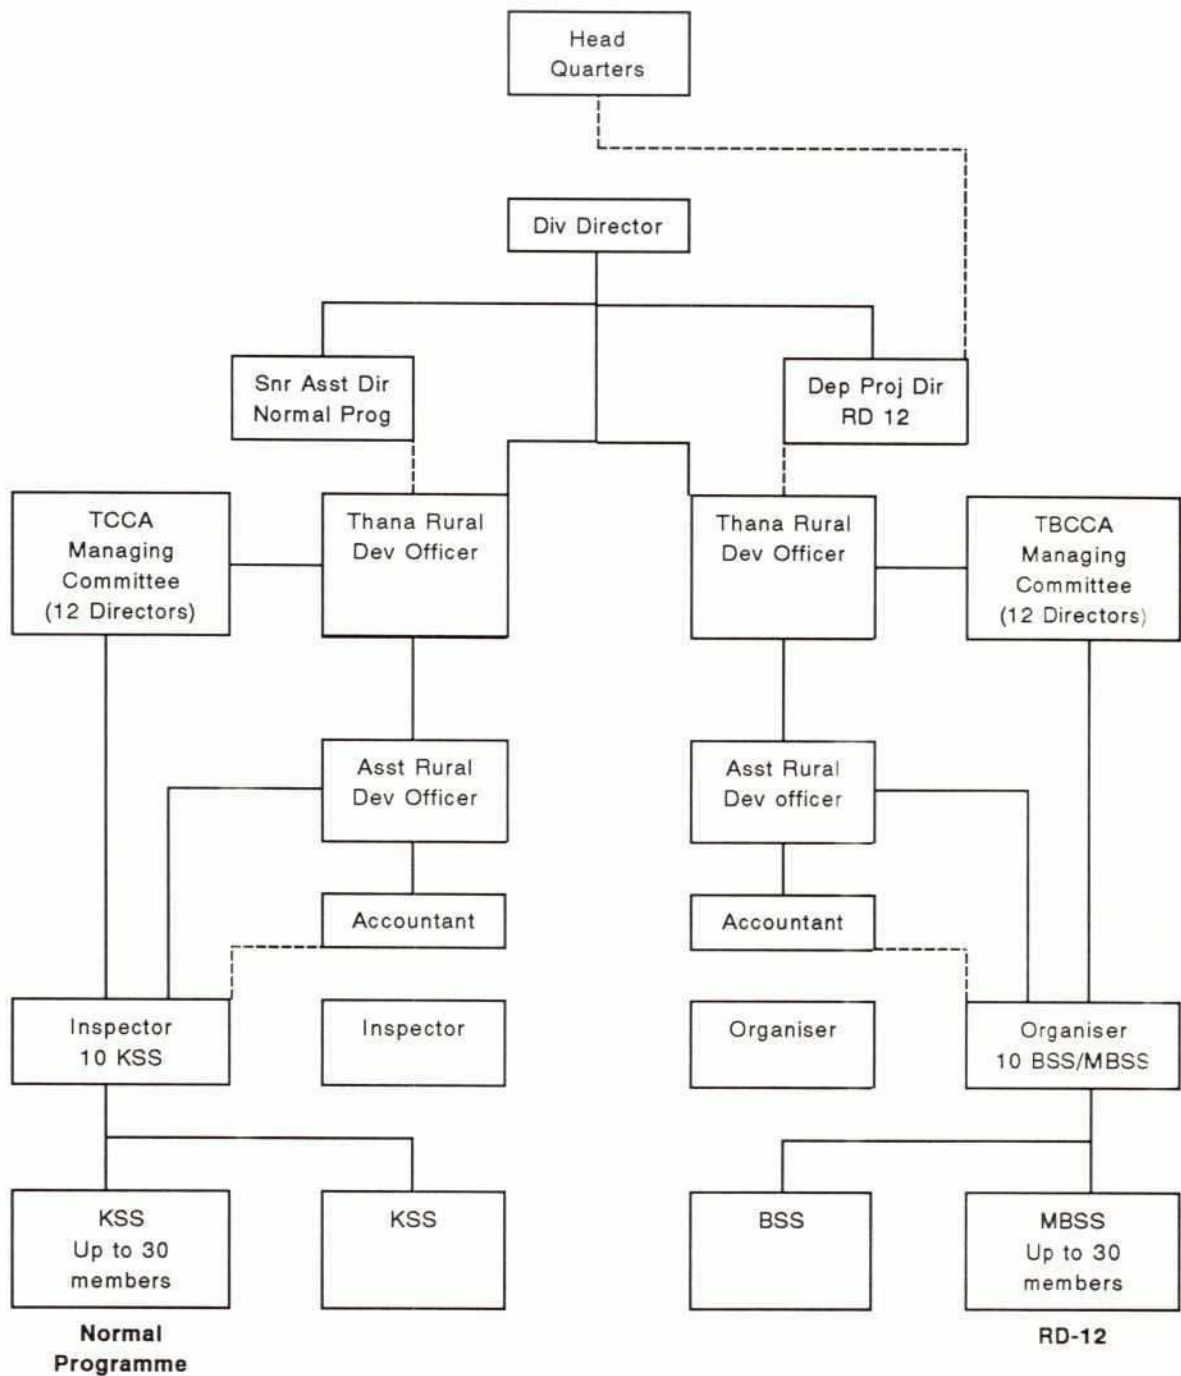 Head
Quarters
Div Director
Snr Asst Dir
Normal Prog
Dep Proj Dir
RD 12
TCCA
Managing
Committee
(12 Directors)
Thana Rural
Dev Officer
Thana Rural
Dev Officer
TBCCA
Managing
Committee
(12 Directors)
Asst Rural
Dev Officer
Asst Rural
Dev officer
Accountant
Accountant
Inspector
10 KSS
Inspector
Organiser
Organiser
10 BSS/MBSS
KSS
Up to 30
members
KSS
BSS
MBSS
Up to 30
members
Normal
Programme
RD-12